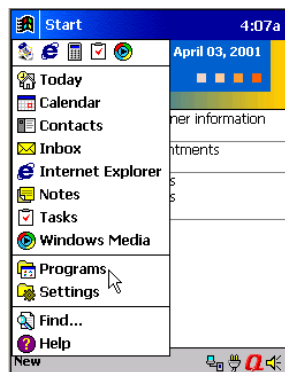 Start 4:07a
April 03, 2001
Today
Calendar
Contacts
ner information
Inbox
ntments
Internet Explorer
s
Notes
s
Tasks
Windows Media
Programs
Settings
Find...
Help
New